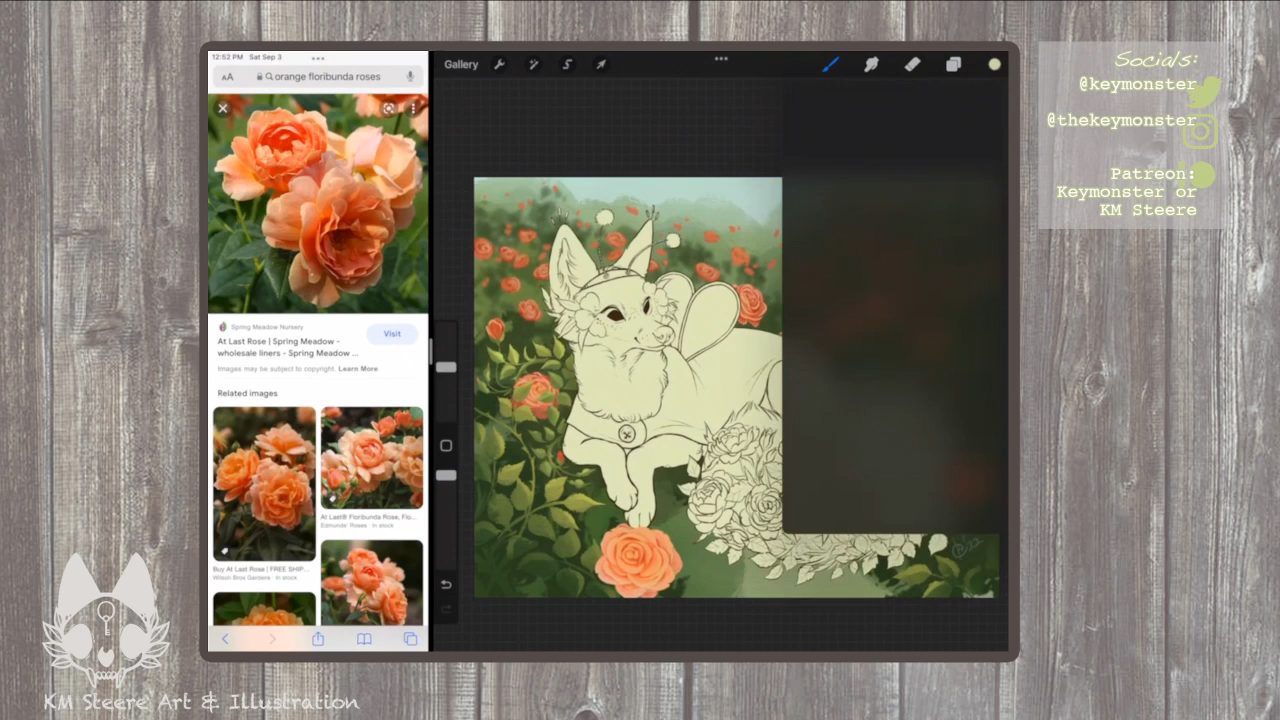 12:52 PM Sat Sep 3
AA orange floribunda roses
Spring Meadow Nursery
At Last Rose | Spring Meadow -
wholesale liners - Spring Meadow ...
Visit
Images may be subject to copyright. Learn More
Related images
Buy At Last Rose | FREE SHIP...
Wilson Bros Gardens · In stock
At Last® Floribunda Rose, Flo...
Edmunds' Roses · In stock
Gallery
Socials:
@keymonster
@thekeymonster
Patreon:
Keymonster or
KM Steere
KM Steere Art & Illustration